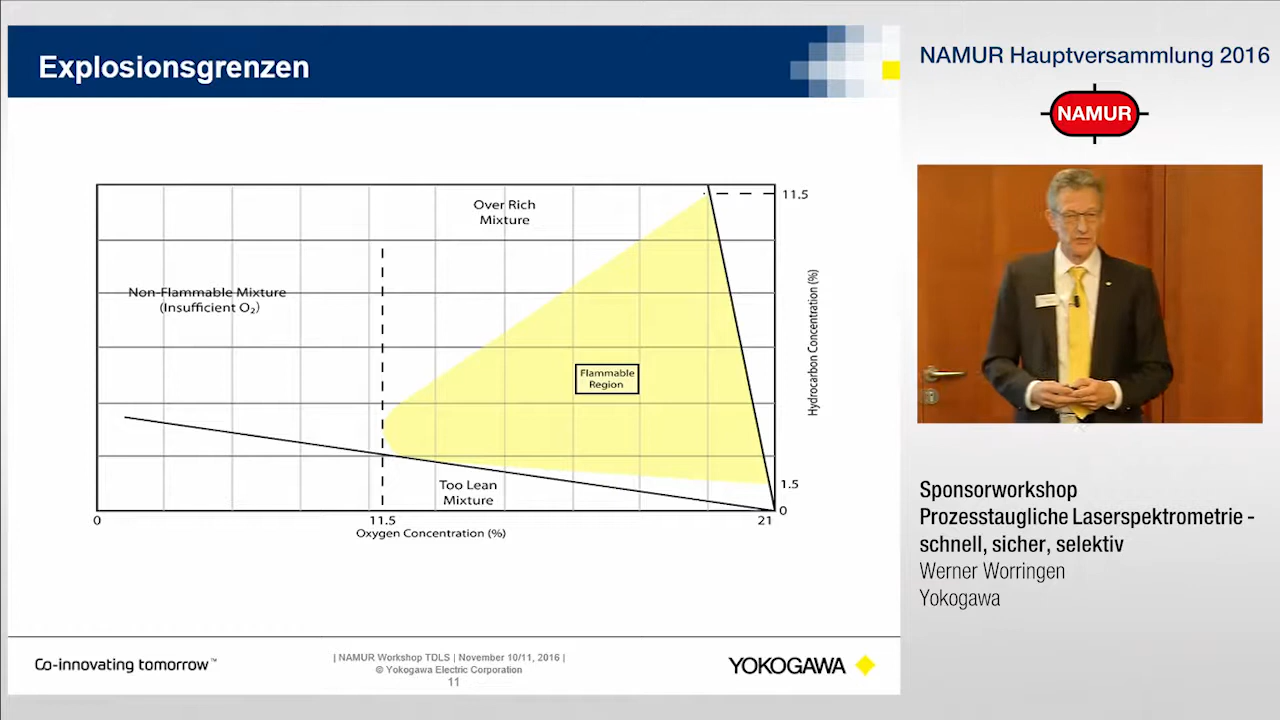 Explosionsgrenzen
NAMUR Hauptversammlung 2016
NAMUR
Over Rich
Mixture
11.5
Non-Flammable Mixture
(Insufficient O₂)
Hydrocarbon Concentration (%)
Flammable
Region
Too Lean
Mixture
1.5
0
0
11.5
21
Oxygen Concentration (%)
Sponsorworkshop
Prozesstaugliche Laserspektrometrie -
schnell, sicher, selektiv
Werner Worringen
Yokogawa
Co-innovating tomorrow™
| NAMUR Workshop TDLS | November 10/11, 2016 |
© Yokogawa Electric Corporation
11
YOKOGAWA